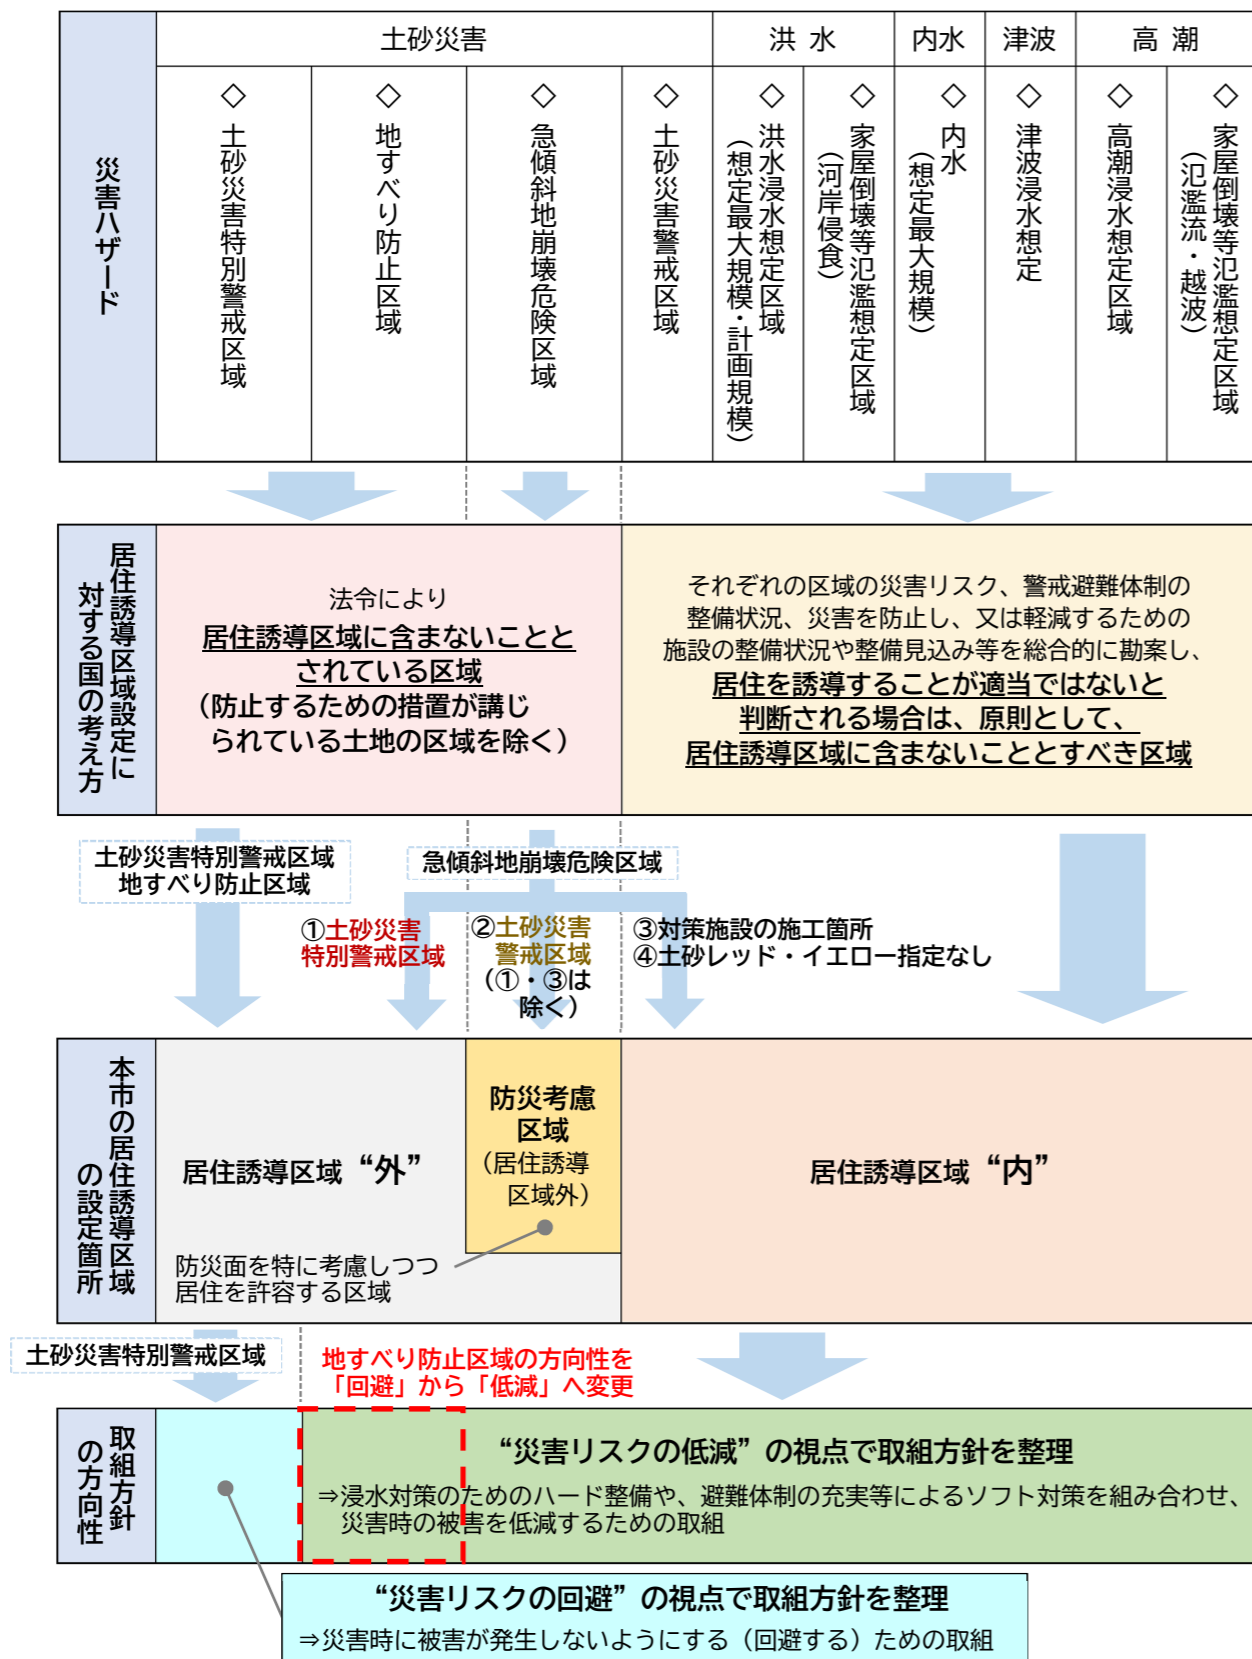 災害ハザード
土砂災害
洪 水
内水
津波
高 潮
◇ 土砂災害特別警戒区域
◇ 地すべり防止区域
◇ 急傾斜地崩壊危険区域
◇ 土砂災害警戒区域
◇ 洪水浸水想定区域
（想定最大規模・計画規模）
◇ 家屋倒壊等氾濫想定区域
（河岸侵食）
◇ 内水
（想定最大規模）
◇ 津波浸水想定
◇ 高潮浸水想定区域
◇ 家屋倒壊等氾濫想定区域
（氾濫流・越波）
居住誘導区域設定に
対する国の考え方
法令により
居住誘導区域に含まないことと
されている区域
（防止するための措置が講じ
られている土地の区域を除く）
それぞれの区域の災害リスク、警戒避難体制の
整備状況、災害を防止し、又は軽減するための
施設の整備状況や整備見込み等を総合的に勘案し、
居住を誘導することが適当ではないと
判断される場合は、原則として、
居住誘導区域に含まないこととすべき区域
土砂災害特別警戒区域
地すべり防止区域
急傾斜地崩壊危険区域
①土砂災害
特別警戒区域
②土砂災害
警戒区域
（①・③は
除く）
③対策施設の施工箇所
④土砂レッド・イエロー指定なし
本市の居住誘導区域
の設定箇所
居住誘導区域“外”
防災考慮
区域
（居住誘導
区域外）
防災面を特に考慮しつつ
居住を許容する区域
居住誘導区域“内”
土砂災害特別警戒区域
地すべり防止区域の方向性を
「回避」から「低減」へ変更
取組方針
の方向性
“災害リスクの低減”の視点で取組方針を整理
⇒浸水対策のためのハード整備や、避難体制の充実等によるソフト対策を組み合わせ、
災害時の被害を低減するための取組
“災害リスクの回避”の視点で取組方針を整理
⇒災害時に被害が発生しないようにする（回避する）ための取組